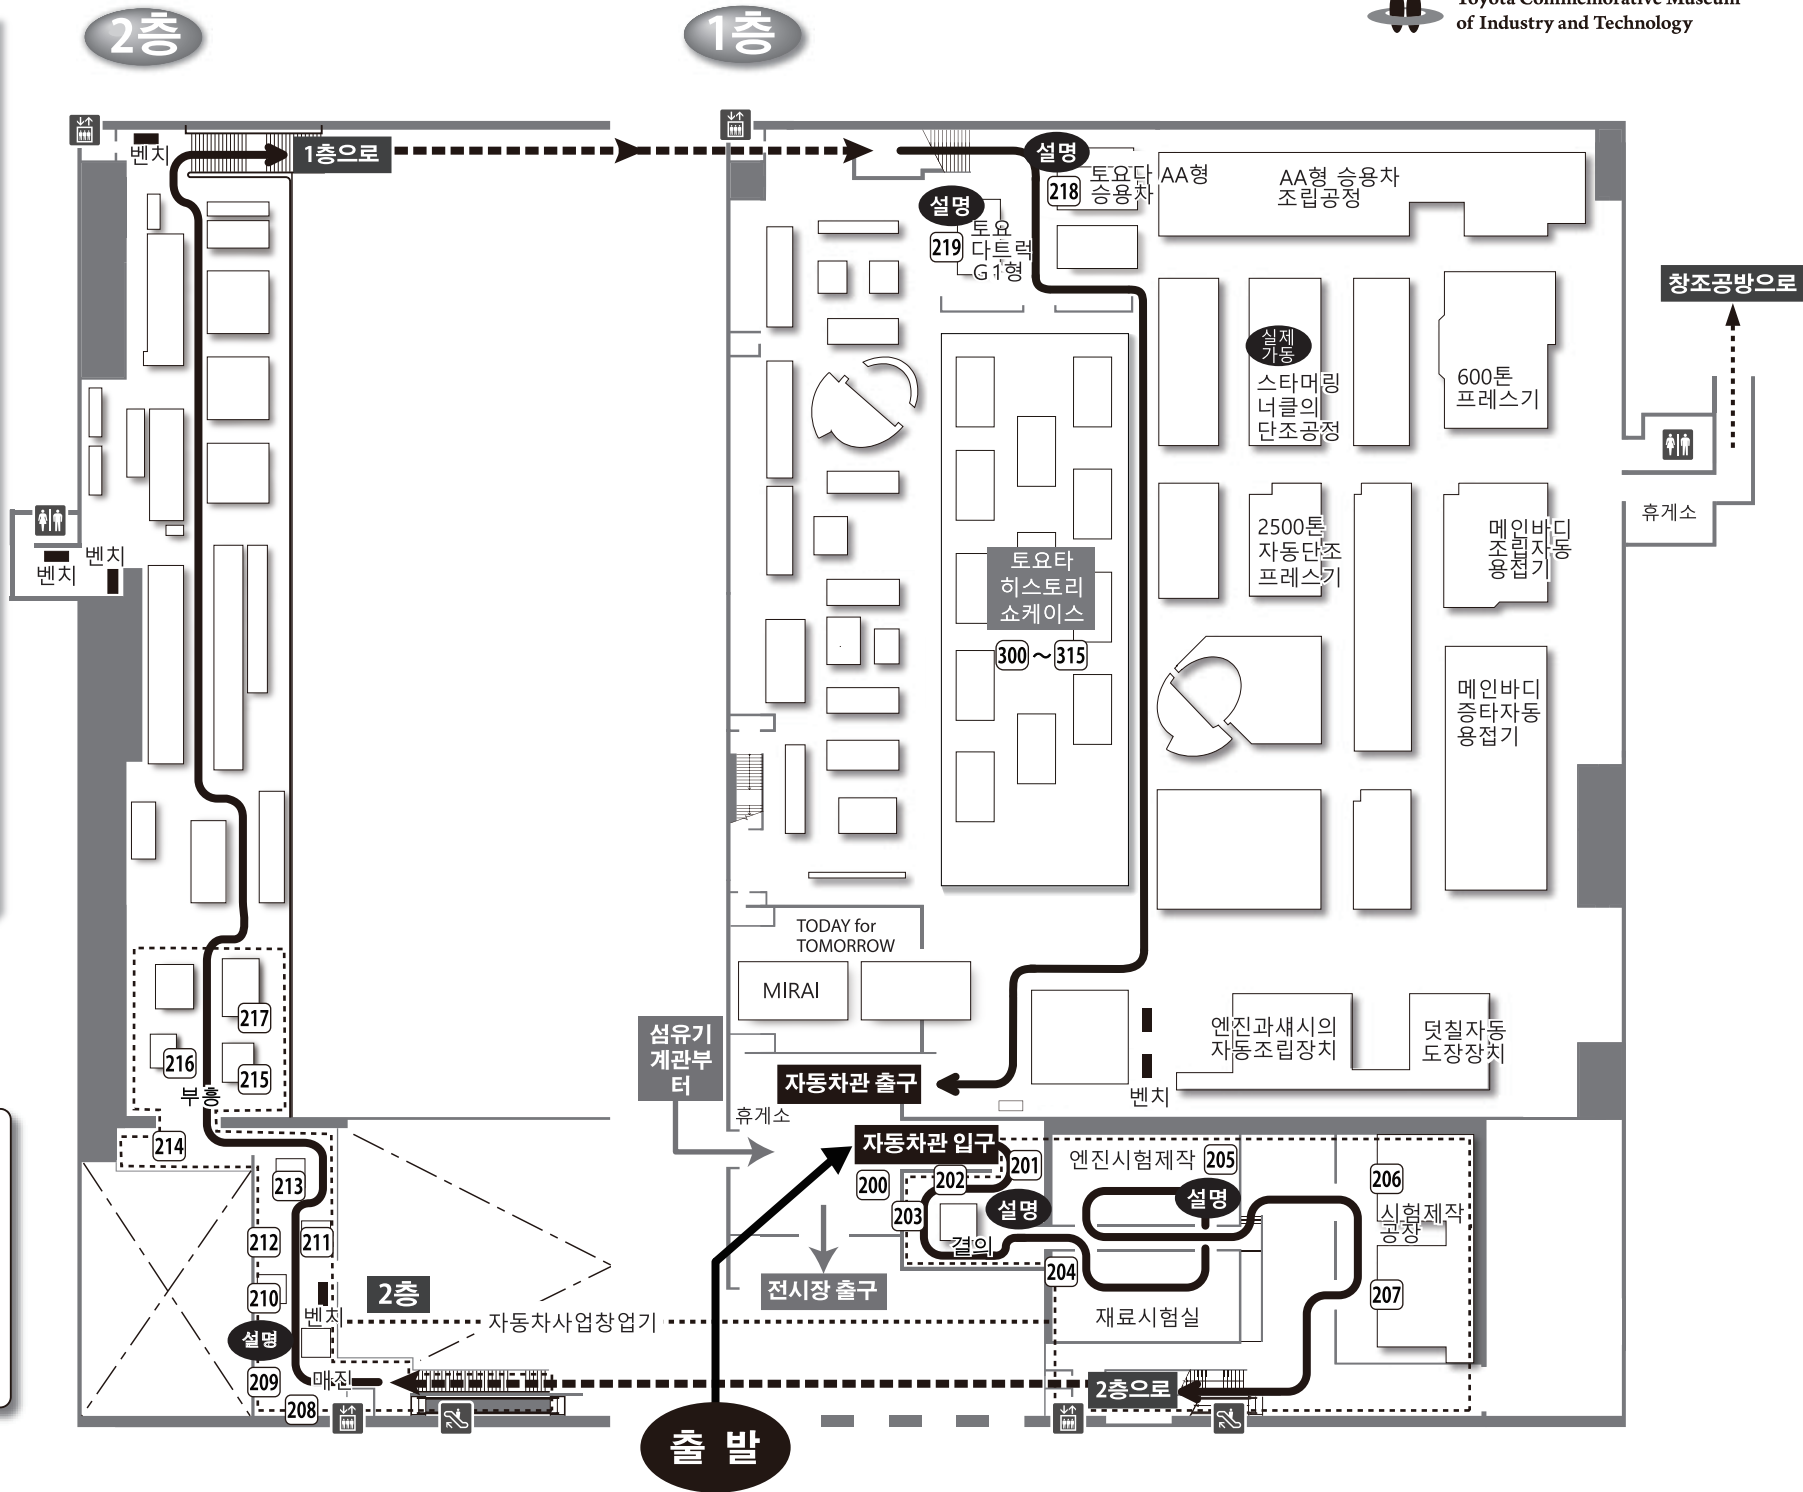 2층
1층
Toyota Commemorative Museum
of Industry and Technology
벤치
1층으로
설명
218
토요다 AA형
승용차
AA형 승용차
조립공정
설명
219
토요
다트럭
G1형
창조공방으로
실제
가동
스타머링
너클의
단조공정
600톤
프레스기
휴게소
벤치
벤치
2500톤
자동단조
프레스기
메인바디
조립자동
용접기
토요타
히스토리
쇼케이스
300 ~ 315
메인바디
증타자동
용접기
TODAY for
TOMORROW
MIRAI
217
216
215
부흥
214
213
212
211
210
벤치
설명
209
매진
208
2층
자동차사업창업기
섬유기
계관부
터
휴게소
자동차관 출구
벤치
엔진과섀시의
자동조립장치
덧칠자동
도장장치
자동차관 입구
200
201
202
203
설명
결의
전시장 출구
엔진시험제작 205
설명
204
재료시험실
206
시험제작
공장
207
2층으로
출 발